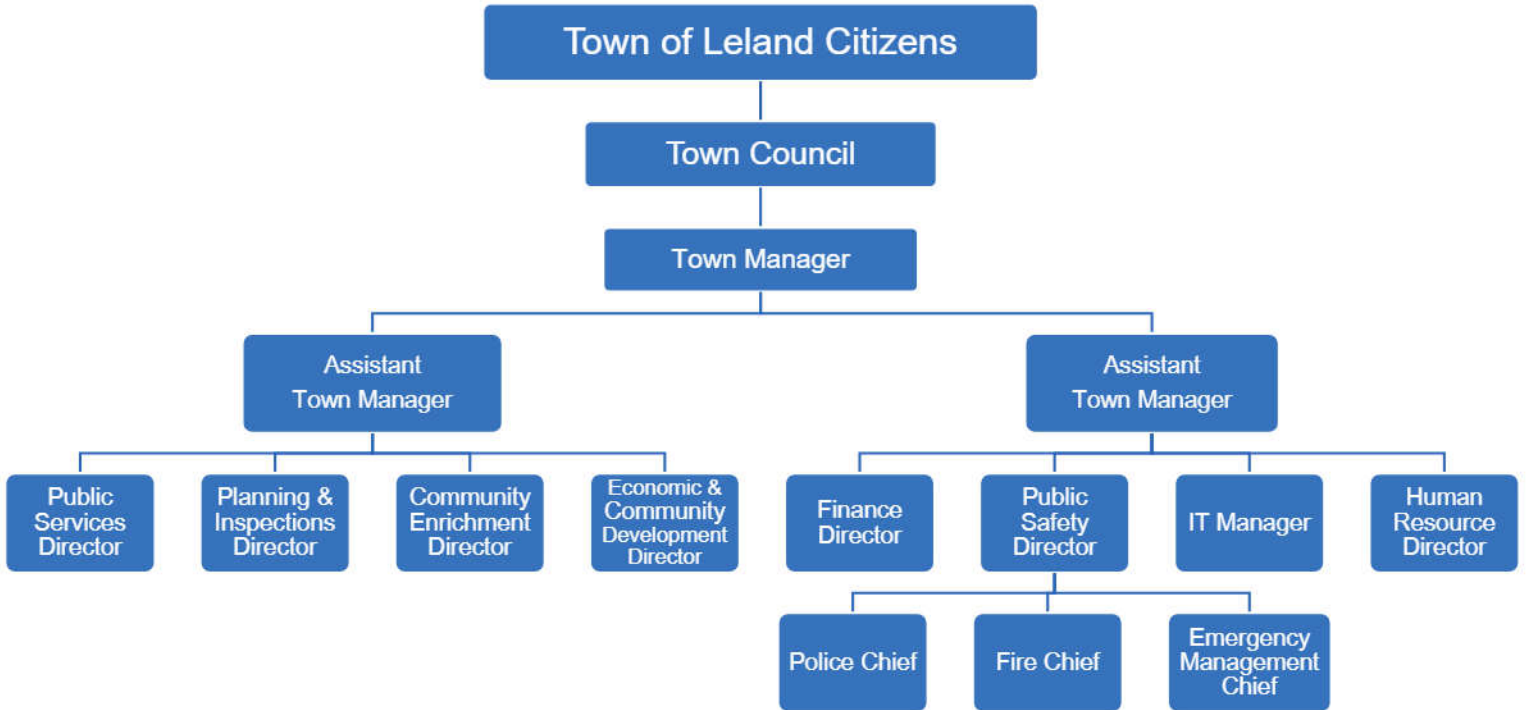 Town of Leland Citizens
Town Council
Town Manager
Assistant
Town Manager
Assistant
Town Manager
Public
Services
Director
Planning &
Inspections
Director
Community
Enrichment
Director
Economic &
Community
Development
Director
Finance
Director
Public
Safety
Director
IT Manager
Human
Resource
Director
Police Chief
Fire Chief
Emergency
Management
Chief